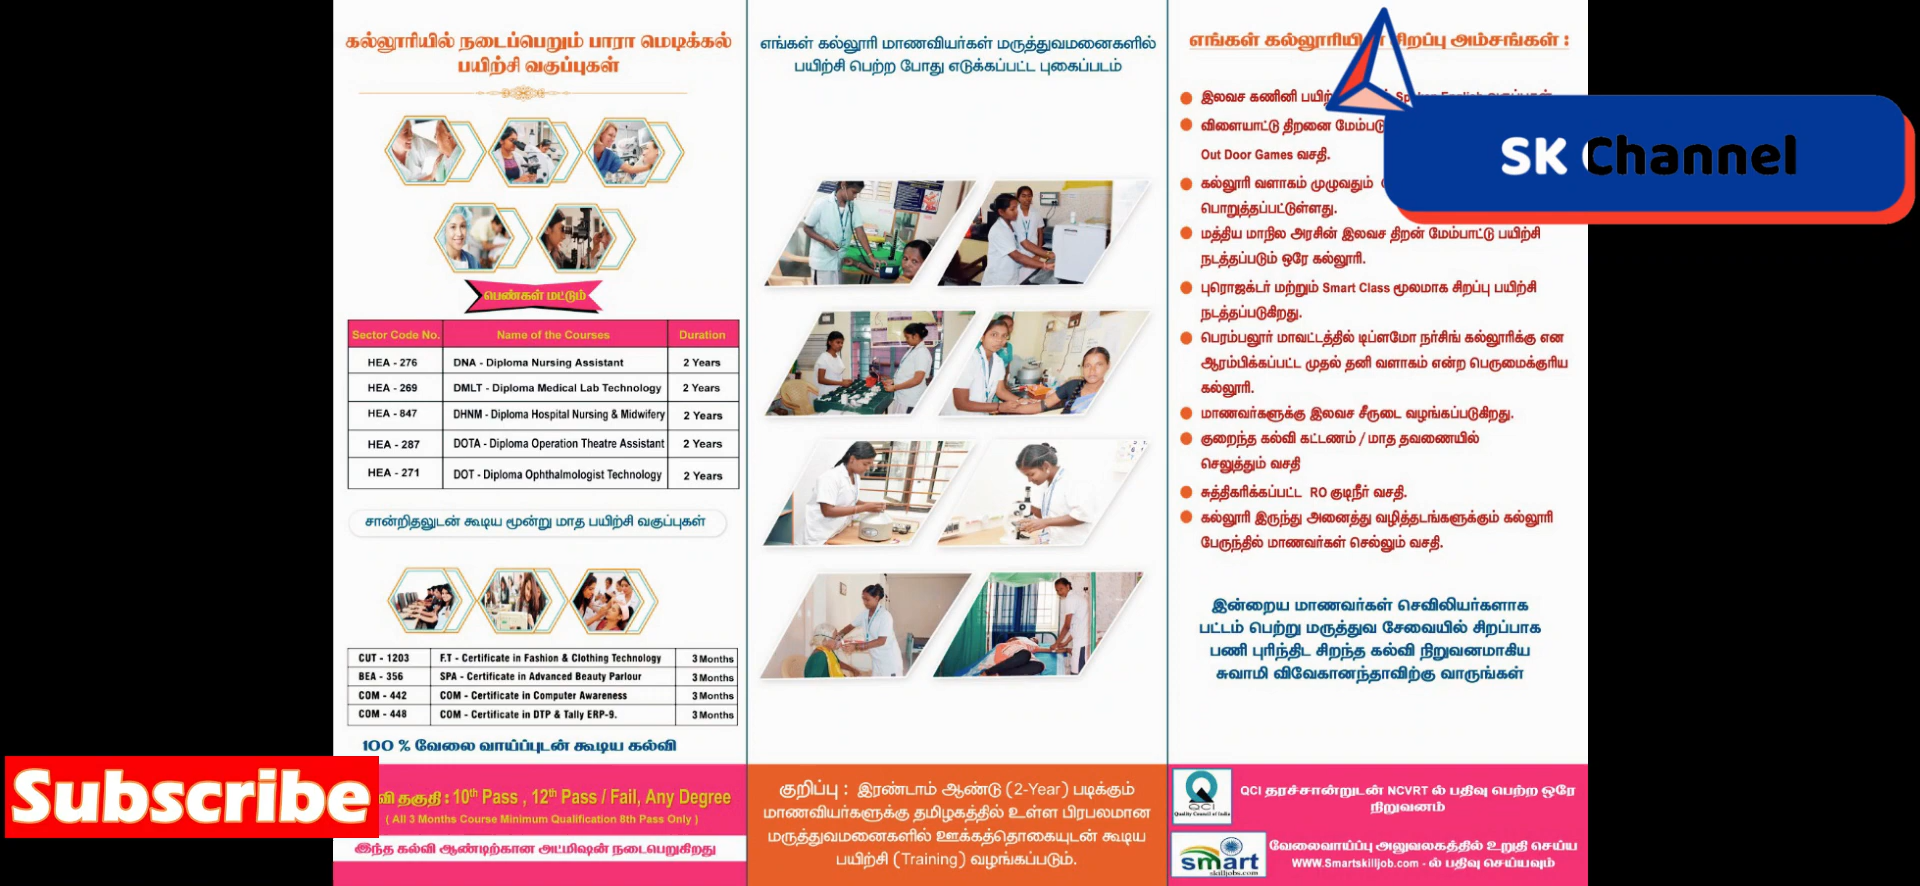 கல்லூரியில் நடைப்பெறும் பாரா மெடிக்கல்
பயிற்சி வகுப்புகள்
பெண்கள் மட்டும்
Sector Code No. Name of the Courses Duration
HEA - 276 DNA - Diploma Nursing Assistant 2 Years
HEA - 269 DMLT - Diploma Medical Lab Technology 2 Years
HEA - 847 DHNM - Diploma Hospital Nursing & Midwifery 2 Years
HEA - 287 DOTA - Diploma Operation Theatre Assistant 2 Years
HEA - 271 DOT - Diploma Ophthalmologist Technology 2 Years
சான்றிதலுடன் கூடிய மூன்று மாத பயிற்சி வகுப்புகள்
CUT - 1203 F.T - Certificate in Fashion & Clothing Technology 3 Months
BEA - 356 SPA - Certificate in Advanced Beauty Parlour 3 Months
COM - 442 COM - Certificate in Computer Awareness 3 Months
COM - 448 COM - Certificate in DTP & Tally ERP-9. 3 Months
100 % வேலை வாய்ப்புடன் கூடிய கல்வி
தகுதி : 10th Pass , 12th Pass / Fail, Any Degree
( All 3 Months Course Minimum Qualification 8th Pass Only )
இந்த கல்வி ஆண்டிற்கான அட்மிஷன் நடைபெறுகிறது
Subscribe
எங்கள் கல்லூரி மாணவியர்கள் மருத்துவமனைகளில்
பயிற்சி பெற்ற போது எடுக்கப்பட்ட புகைப்படம்
குறிப்பு : இரண்டாம் ஆண்டு (2-Year) படிக்கும்
மாணவியர்களுக்கு தமிழகத்தில் உள்ள பிரபலமான
மருத்துவமனைகளில் ஊக்கத்தொகையுடன் கூடிய
பயிற்சி (Training) வழங்கப்படும்.
எங்கள் சிறப்பு அம்சங்கள் :
இலவச கணினி
விளையாட்டு திறனை
Out Door Games வசதி.
கல்லூரி வளாகம் முழுவதும்
பொறுத்தப்பட்டுள்ளது.
மத்திய மாநில அரசின் இலவச திறன் மேம்பாட்டு பயிற்சி
நடத்தப்படும் ஒரே கல்லூரி.
புரொஜக்டர் மற்றும் Smart Class மூலமாக சிறப்பு பயிற்சி
நடத்தபடுகிறது.
பெரம்பலூர் மாவட்டத்தில் டிப்ளமோ நர்சிங் கல்லூரிக்கு என
ஆரம்பிக்கப்பட்ட முதல் தனி வளாகம் என்ற பெருமைக்குரிய
கல்லூரி.
மாணவர்களுக்கு இலவச சீருடை வழங்கப்படுகிறது.
குறைந்த கல்வி கட்டணம் / மாத தவணையில்
செலுத்தும் வசதி
சுத்திகரிக்கப்பட்ட RO குடிநீர் வசதி.
கல்லூரி இருந்து அனைத்து வழித்தடங்களுக்கும் கல்லூரி
பேருந்தில் மாணவர்கள் செல்லும் வசதி.
SK Channel
இன்றைய மாணவர்கள் செவிலியர்களாக
பட்டம் பெற்று மருத்துவ சேவையில் சிறப்பாக
பணி புரிந்திட சிறந்த கல்வி நிறுவனமாகிய
சுவாமி விவேகானந்தாவிற்கு வாருங்கள்
QCI
Quality Council of India
QCI தரச்சான்றுடன் NCVRT ல் பதிவு பெற்ற ஒரே
நிறுவனம்
smart
skilljobs.com
வேலைவாய்ப்பு அலுவலகத்தில் உறுதி செய்ய
WWW.Smartskilljob.com - ல் பதிவு செய்யவும்